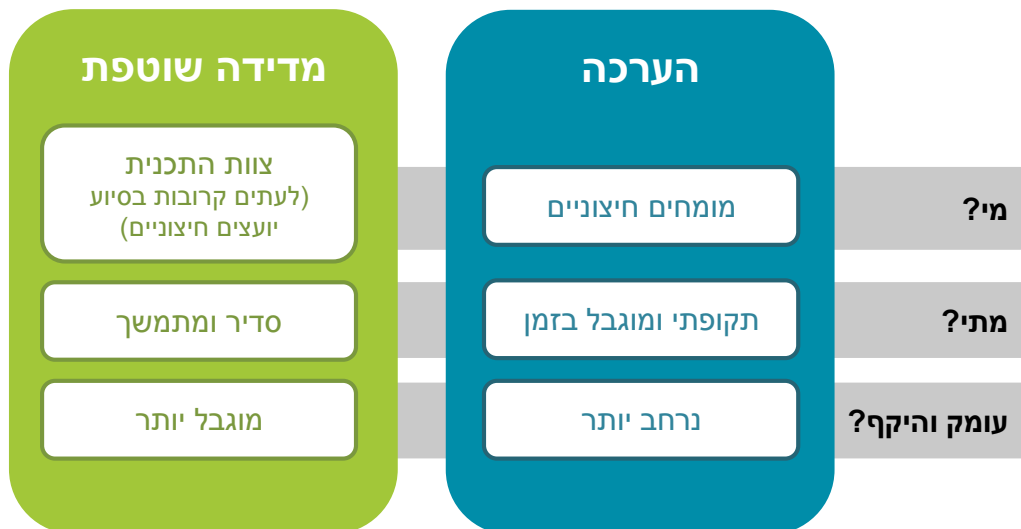 הערכה
מדידה שוטפת
מי?
מומחים חיצוניים
צוות התכנית
(לעתים קרובות בסיוע
יועצים חיצוניים)
מתי?
תקופתי ומוגבל בזמן
סדיר ומתמשך
עומק והיקף?
נרחב יותר
מוגבל יותר